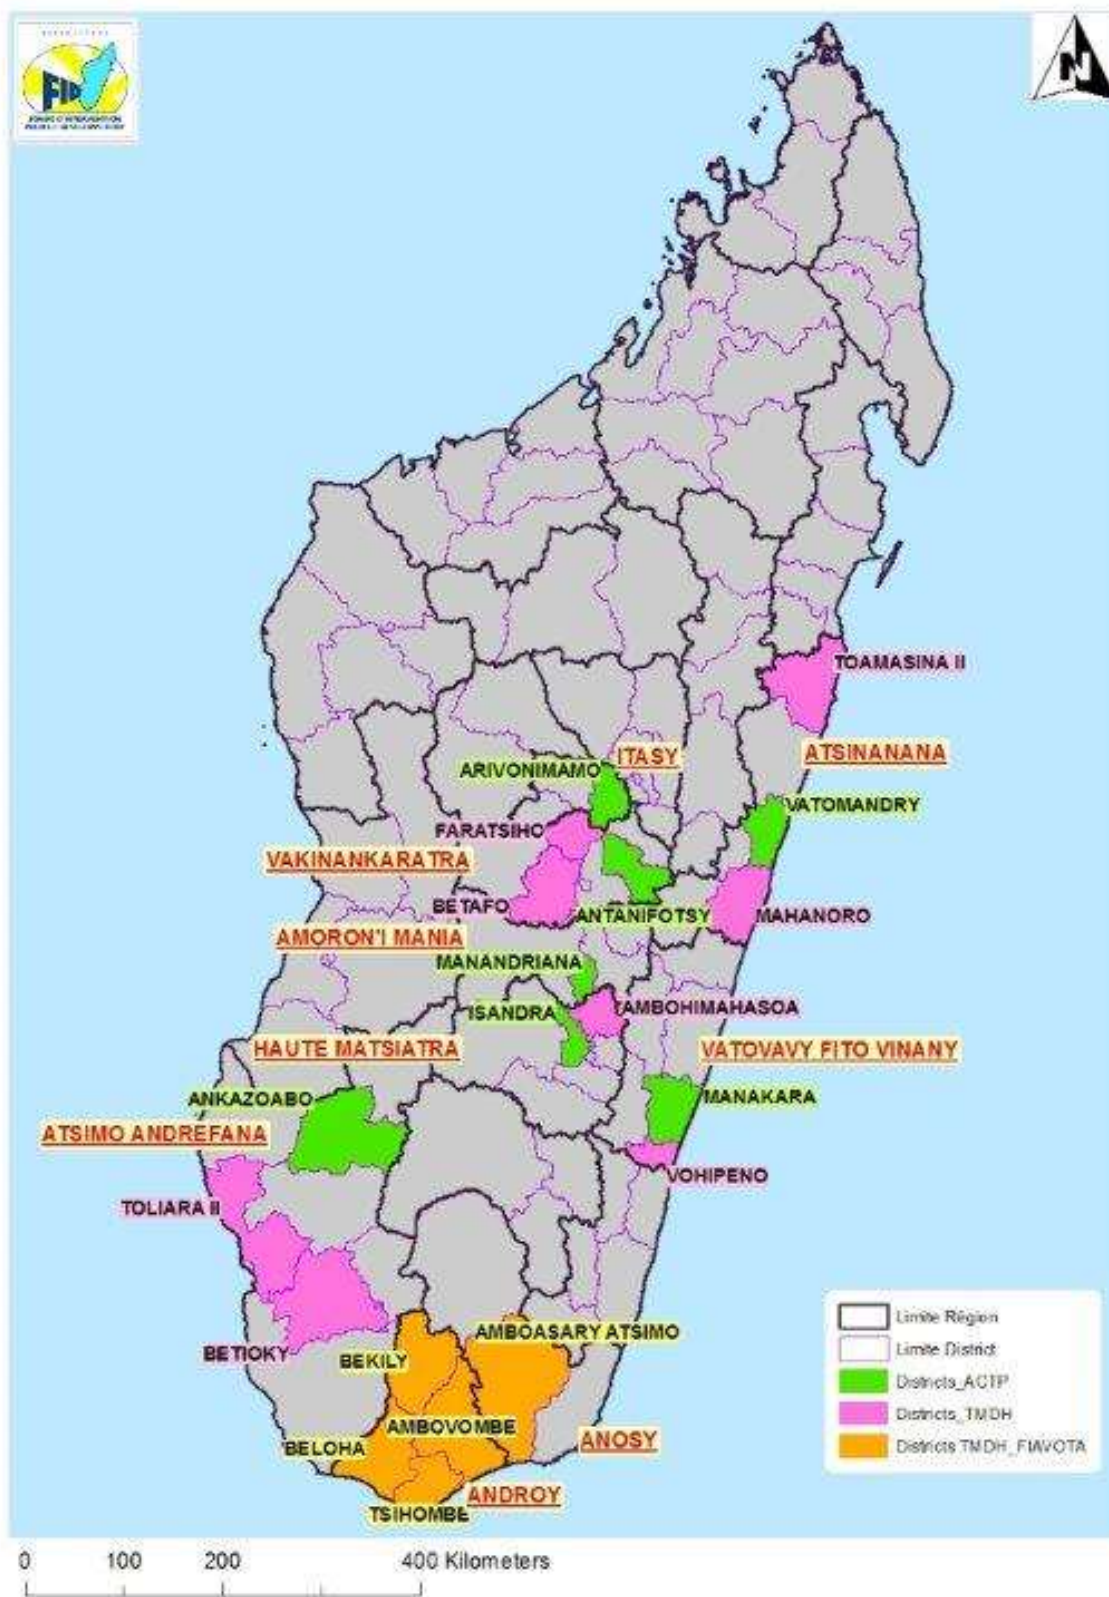 FID
N
TOAMASINA II
ATSINANANA
ITASY
ARIVONIMAMO
VATOMANDRY
FARATSIHO
VAKINANKARATRA
BETAFO
ANTANIFOTSY
MAHANORO
AMORON'I MANIA
MANANDRIANA
ISANDRA
AMBOHIMAHASOA
HAUTE MATSIATRA
VATOVAVY FITO VINANY
ANKAZOABO
MANAKARA
ATSIMO ANDREFANA
VOHIPENO
TOLIARA II
BETIOKY
BEKILY
AMBOASARY ATSIMO
AMBOVOMBE
BELOHA
ANOSY
ANDROY
TSIHOMBE
Limite Région
Limite District
Districts_ACTP
Districts_TMDH
Districts TMDH_FIAVOTA
0 100 200 400 Kilometers